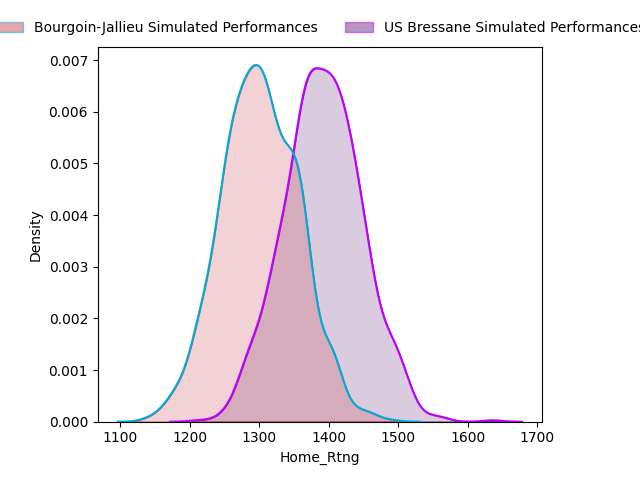 Bourgoin-Jallieu Simulated Performances US Bressane Simulated Performances
0.007
0.006
0.005
0.004
0.003
0.002
0.001
0.000
Density
1100 1200 1300 1400 1500 1600 1700
Home_Rtng